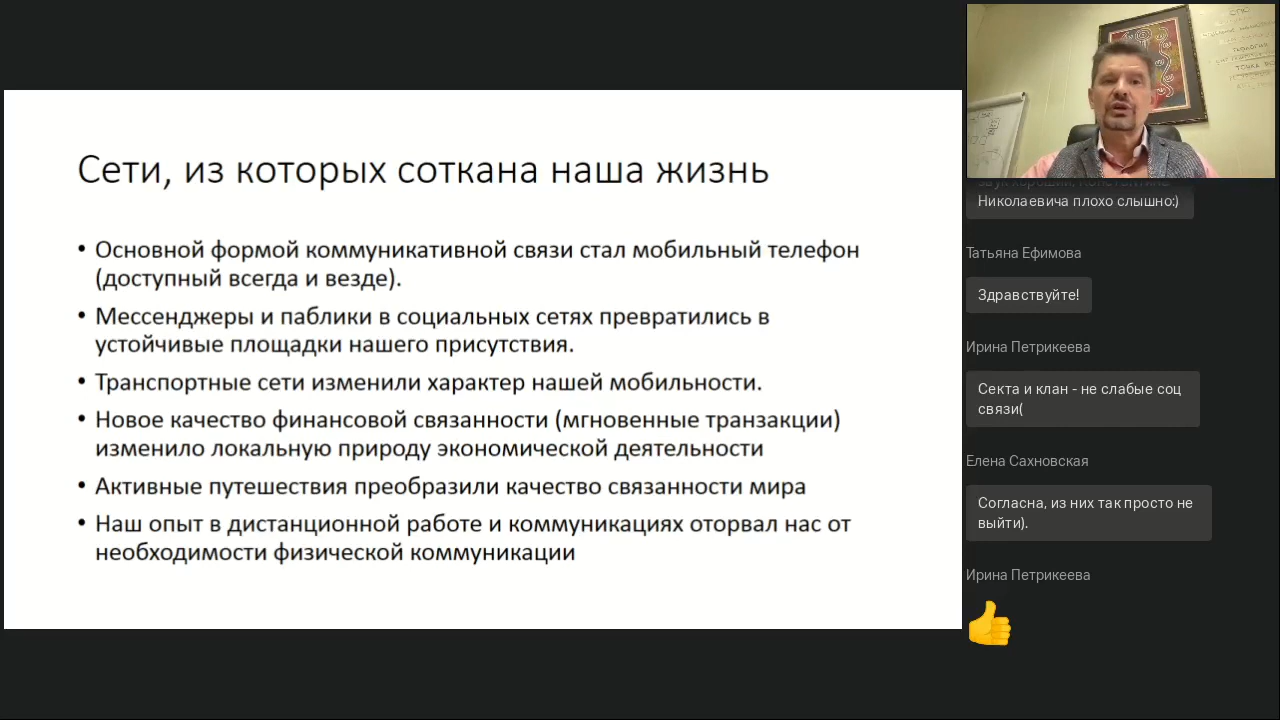 Сети, из которых соткана наша жизнь
• Основной формой коммуникативной связи стал мобильный телефон
(доступный всегда и везде).
• Мессенджеры и паблики в социальных сетях превратились в
устойчивые площадки нашего присутствия.
• Транспортные сети изменили характер нашей мобильности.
• Новое качество финансовой связанности (мгновенные транзакции)
изменило локальную природу экономической деятельности
• Активные путешествия преобразили качество связанности мира
• Наш опыт в дистанционной работе и коммуникациях оторвал нас от
необходимости физической коммуникации
Николаевича плохо слышно:)
Татьяна Ефимова
Здравствуйте!
Ирина Петрикеева
Секта и клан - не слабые соц
связи(
Елена Сахновская
Согласна, из них так просто не
выйти).
Ирина Петрикеева